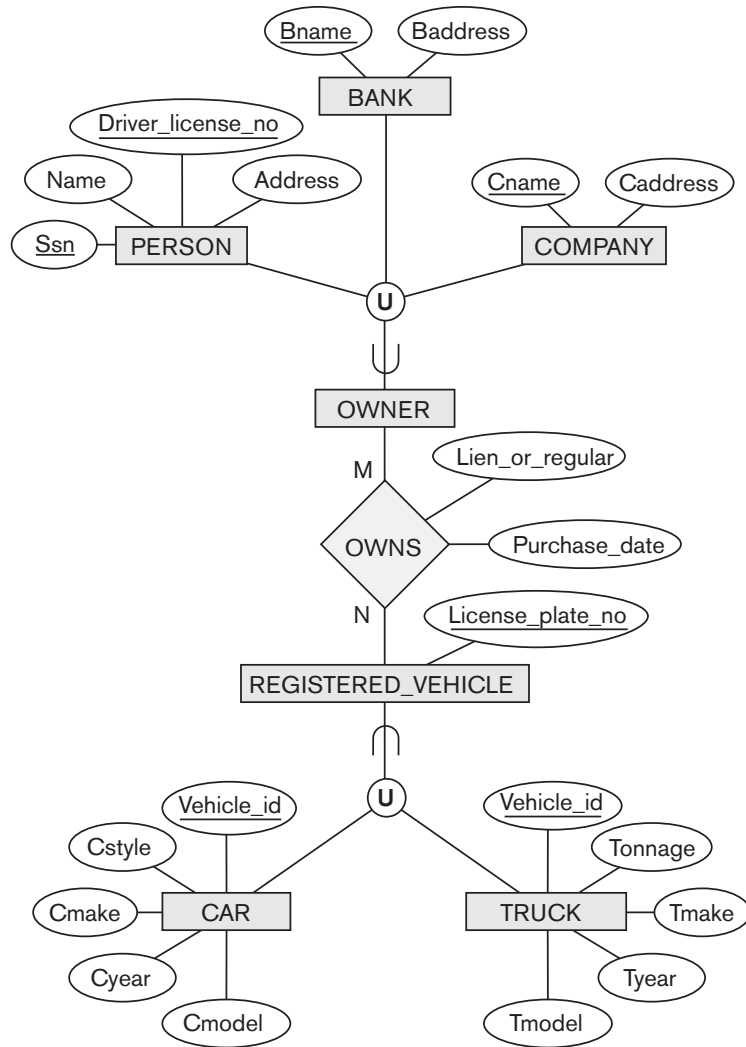 Bname
Baddress
BANK
Driver_license_no
Name
Address
Cname
Caddress
Ssn
PERSON
COMPANY
U
OWNER
M
Lien_or_regular
OWNS
Purchase_date
N
License_plate_no
REGISTERED_VEHICLE
U
Vehicle_id
Vehicle_id
Cstyle
Tonnage
Cmake
CAR
TRUCK
Tmake
Cyear
Tyear
Cmodel
Tmodel